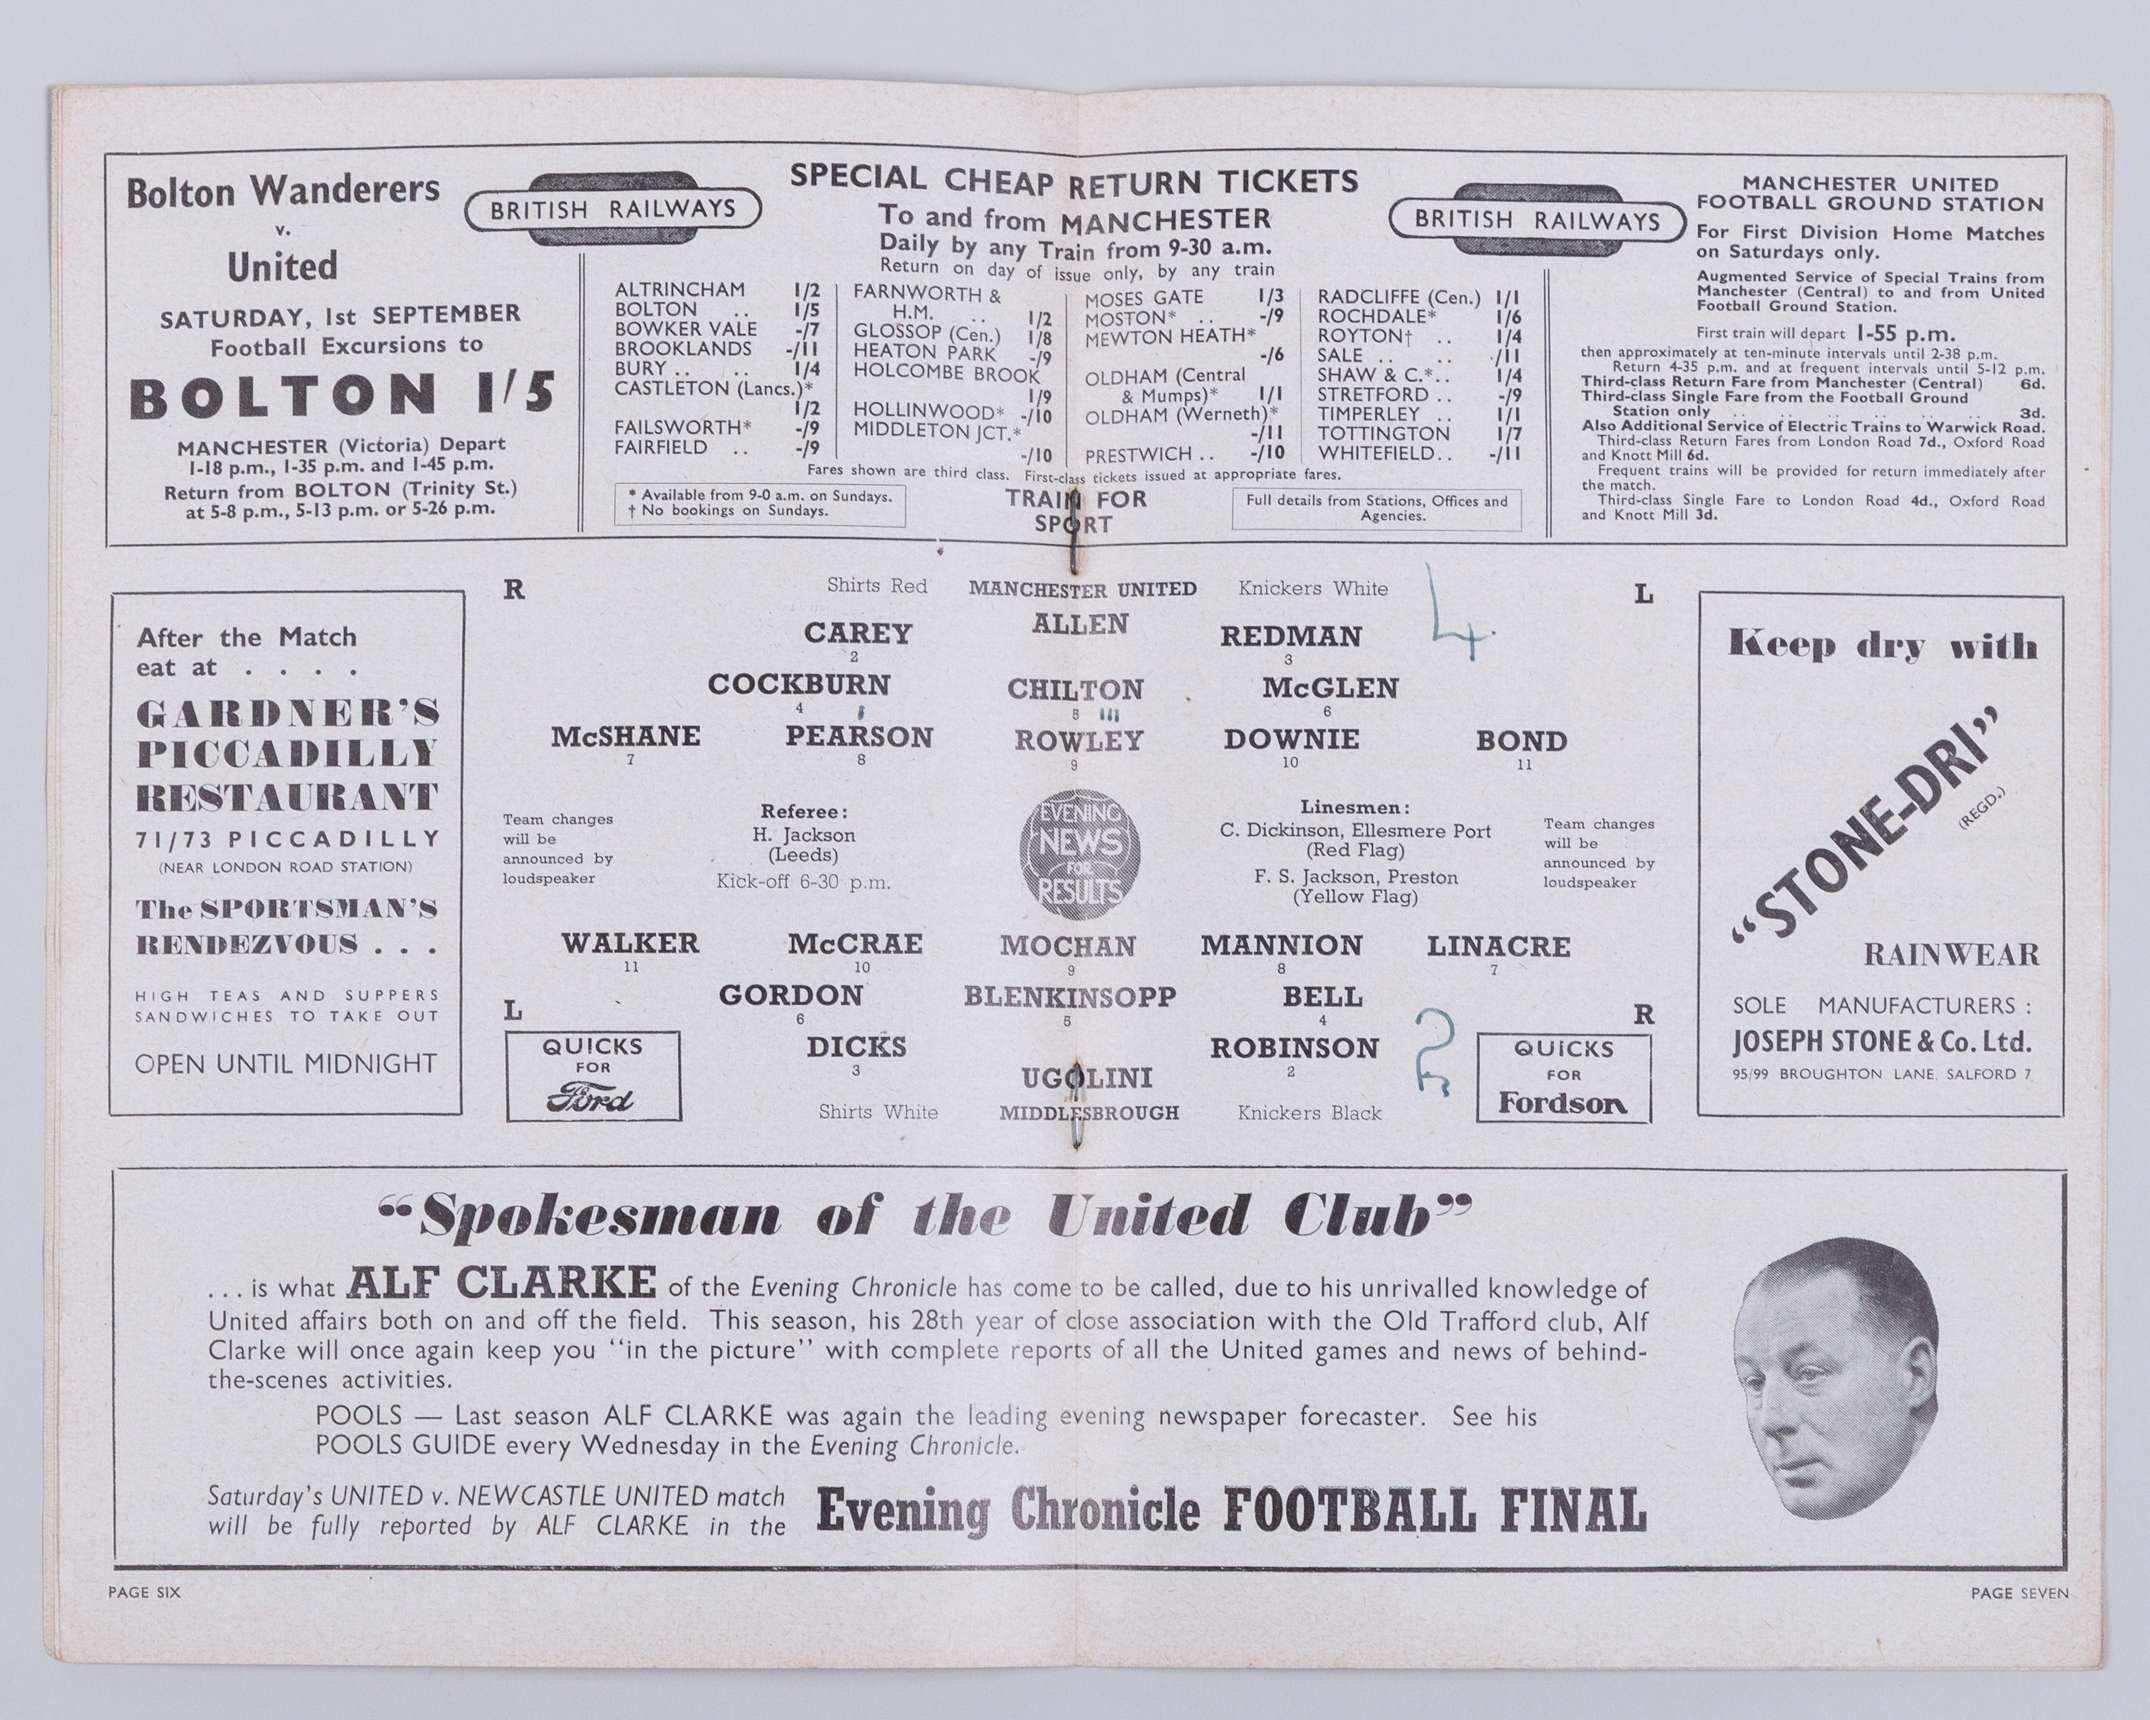 Bolton Wanderers
v.
United
SATURDAY, 1st SEPTEMBER
Football Excursions to
BOLTON 1/5
MANCHESTER (Victoria) Depart
1-18 p.m., 1-35 p.m. and 1-45 p.m.
Return from BOLTON (Trinity St.)
at 5-8 p.m., 5-13 p.m. or 5-26 p.m.
BRITISH RAILWAYS
SPECIAL CHEAP RETURN TICKETS
To and from MANCHESTER
Daily by any Train from 9-30 a.m.
Return on day of issue only, by any train
BRITISH RAILWAYS
ALTRINCHAM 1/2
BOLTON .. 1/5
BOWKER VALE -/7
BROOKLANDS -/11
BURY .. .. 1/4
CASTLETON (Lancs.)*
1/2
FAILSWORTH* -/9
FAIRFIELD .. -/9
FARNWORTH &
H.M. .. 1/2
GLOSSOP (Cen.) 1/8
HEATON PARK -/9
HOLCOMBE BROOK
1/9
HOLLINWOOD* -/10
MIDDLETON JCT.*
-/10
MOSES GATE 1/3
MOSTON* .. -/9
MEWTON HEATH*
-/6
OLDHAM (Central
& Mumps)* 1/1
OLDHAM (Werneth)*
-/11
PRESTWICH .. -/10
RADCLIFFE (Cen.) 1/1
ROCHDALE* 1/6
ROYTON† .. 1/4
SALE .. .. -/11
SHAW & C.*.. 1/4
STRETFORD .. -/9
TIMPERLEY .. 1/1
TOTTINGTON 1/7
WHITEFIELD.. -/11
Fares shown are third class. First-class tickets issued at appropriate fares.
* Available from 9-0 a.m. on Sundays.
† No bookings on Sundays.
TRAIN FOR
SPORT
Full details from Stations, Offices and
Agencies.
MANCHESTER UNITED
FOOTBALL GROUND STATION
For First Division Home Matches
on Saturdays only.
Augmented Service of Special Trains from
Manchester (Central) to and from United
Football Ground Station.
First train will depart 1-55 p.m.
then approximately at ten-minute intervals until 2-38 p.m.
Return 4-35 p.m. and at frequent intervals until 5-12 p.m.
Third-class Return Fare from Manchester (Central) 6d.
Third-class Single Fare from the Football Ground
Station only .. .. .. .. .. .. 3d.
Also Additional Service of Electric Trains to Warwick Road.
Third-class Return Fares from London Road 7d., Oxford Road
and Knott Mill 6d.
Frequent trains will be provided for return immediately after
the match.
Third-class Single Fare to London Road 4d., Oxford Road
and Knott Mill 3d.
After the Match
eat at . . . .
GARDNER'S
PICCADILLY
RESTAURANT
71/73 PICCADILLY
(NEAR LONDON ROAD STATION)
The SPORTSMAN'S
RENDEZVOUS . . .
HIGH TEAS AND SUPPERS
SANDWICHES TO TAKE OUT
OPEN UNTIL MIDNIGHT
R Shirts Red MANCHESTER UNITED Knickers White L
4.
ALLEN
CAREY REDMAN
2 3
COCKBURN CHILTON McGLEN
4 5 6
McSHANE PEARSON ROWLEY DOWNIE BOND
7 8 9 10 11
Team changes
will be
announced by
loudspeaker
Referee:
H. Jackson
(Leeds)
Kick-off 6-30 p.m.
EVENING
NEWS
FOR
RESULTS
Linesmen:
C. Dickinson, Ellesmere Port
(Red Flag)
F. S. Jackson, Preston
(Yellow Flag)
Team changes
will be
announced by
loudspeaker
WALKER McCRAE MOCHAN MANNION LINACRE
11 10 9 8 7
GORDON BLENKINSOPP BELL
6 5 4
L R
DICKS ROBINSON
3 2
UGOLINI
2
Shirts White MIDDLESBROUGH Knickers Black
QUICKS
FOR
Ford
QUICKS
FOR
Fordson
Keep dry with
"STONE-DRI"
(REGD.)
RAINWEAR
SOLE MANUFACTURERS :
JOSEPH STONE & Co. Ltd.
95/99 BROUGHTON LANE, SALFORD 7
"Spokesman of the United Club"
. . . is what ALF CLARKE of the Evening Chronicle has come to be called, due to his unrivalled knowledge of
United affairs both on and off the field. This season, his 28th year of close association with the Old Trafford club, Alf
Clarke will once again keep you "in the picture" with complete reports of all the United games and news of behind-
the-scenes activities.
POOLS — Last season ALF CLARKE was again the leading evening newspaper forecaster. See his
POOLS GUIDE every Wednesday in the Evening Chronicle.
Saturday's UNITED v. NEWCASTLE UNITED match
will be fully reported by ALF CLARKE in the
Evening Chronicle FOOTBALL FINAL
PAGE SIX
PAGE SEVEN